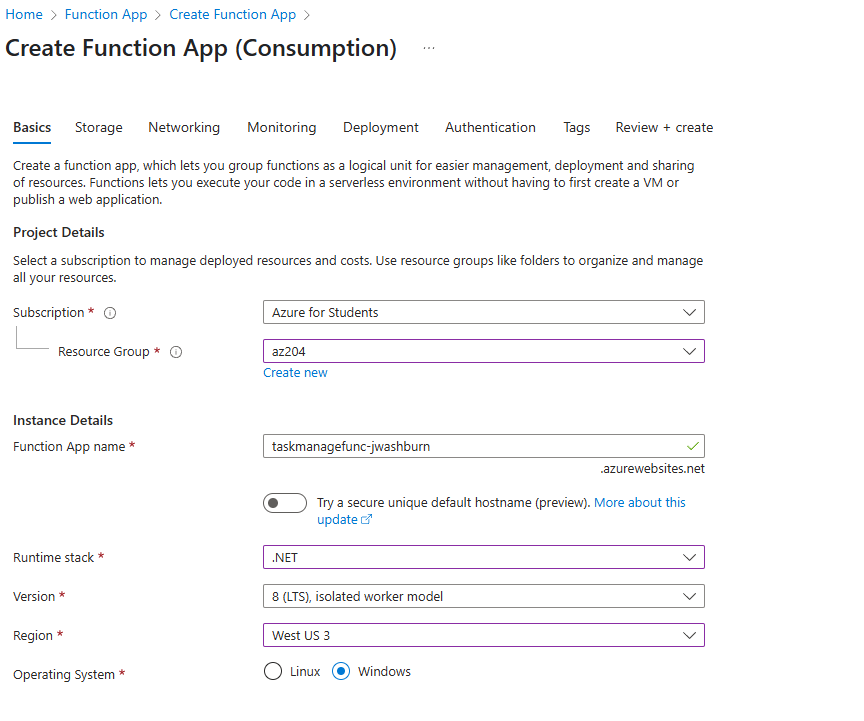 Home > Function App > Create Function App >
Create Function App (Consumption) ...
Basics Storage Networking Monitoring Deployment Authentication Tags Review + create
Create a function app, which lets you group functions as a logical unit for easier management, deployment and sharing
of resources. Functions lets you execute your code in a serverless environment without having to first create a VM or
publish a web application.
Project Details
Select a subscription to manage deployed resources and costs. Use resource groups like folders to organize and manage
all your resources.
Subscription * Azure for Students
Resource Group * az204
Create new
Instance Details
Function App name * taskmanagefunc-jwashburn
.azurewebsites.net
Try a secure unique default hostname (preview). More about this
update
Runtime stack * .NET
Version * 8 (LTS), isolated worker model
Region * West US 3
Operating System * Linux Windows